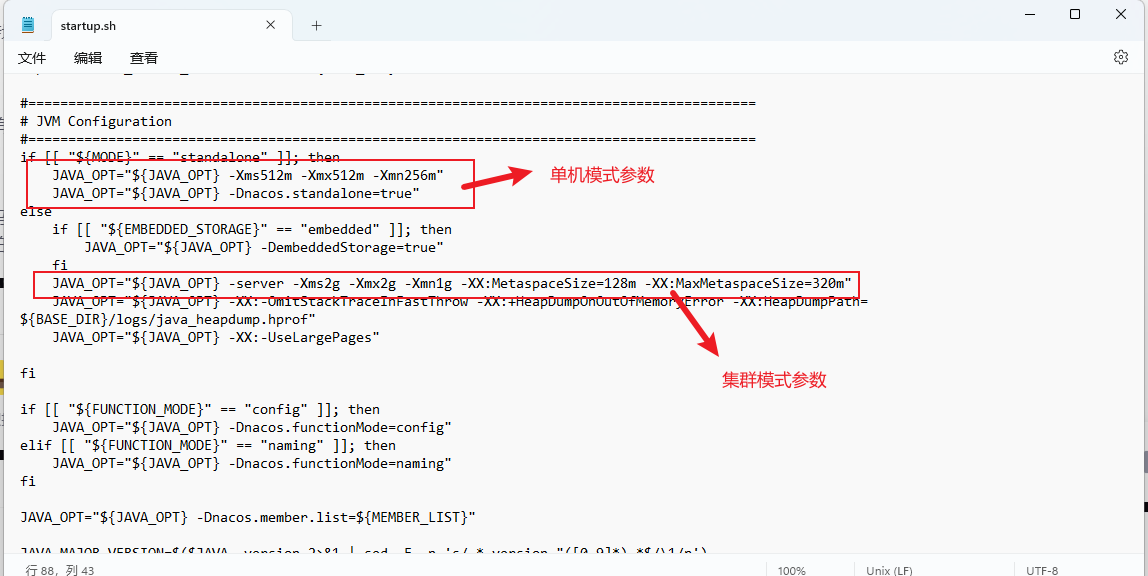 startup.sh
文件 编辑 查看
#===========================================================================================
# JVM Configuration
#===========================================================================================
if [[ "${MODE}" == "standalone" ]]; then
JAVA_OPT="${JAVA_OPT} -Xms512m -Xmx512m -Xmn256m"
单机模式参数
JAVA_OPT="${JAVA_OPT} -Dnacos.standalone=true"
else
if [[ "${EMBEDDED_STORAGE}" == "embedded" ]]; then
JAVA_OPT="${JAVA_OPT} -DembeddedStorage=true"
fi
JAVA_OPT="${JAVA_OPT} -server -Xms2g -Xmx2g -Xmn1g -XX:MetaspaceSize=128m -XX:MaxMetaspaceSize=320m"
JAVA_OPT="${JAVA_OPT} -XX:-OmitStackTraceInFastThrow -XX:+HeapDumpOnOutOfMemoryError -XX:HeapDumpPath=
${BASE_DIR}/logs/java_heapdump.hprof"
JAVA_OPT="${JAVA_OPT} -XX:-UseLargePages"
fi
集群模式参数
if [[ "${FUNCTION_MODE}" == "config" ]]; then
JAVA_OPT="${JAVA_OPT} -Dnacos.functionMode=config"
elif [[ "${FUNCTION_MODE}" == "naming" ]]; then
JAVA_OPT="${JAVA_OPT} -Dnacos.functionMode=naming"
fi
JAVA_OPT="${JAVA_OPT} -Dnacos.member.list=${MEMBER_LIST}"
JAVA_MAJOR_VERSION=$($JAVA -version 2>&1 | sed -E -n 's/.* version "([0-9]*).*$/\1/p')
行 88，列 43 100% Unix (LF) UTF-8